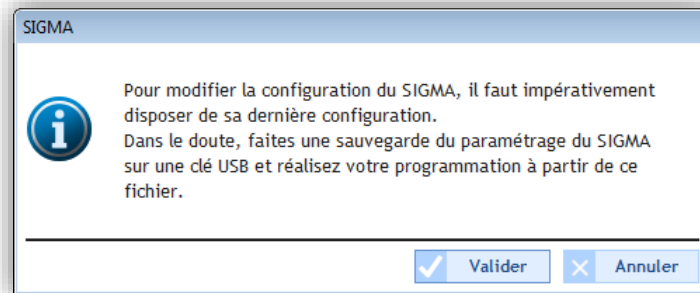 SIGMA
Pour modifier la configuration du SIGMA, il faut impérativement
disposer de sa dernière configuration.
Dans le doute, faites une sauvegarde du paramétrage du SIGMA
sur une clé USB et réalisez votre programmation à partir de ce
fichier.
Valider
Annuler